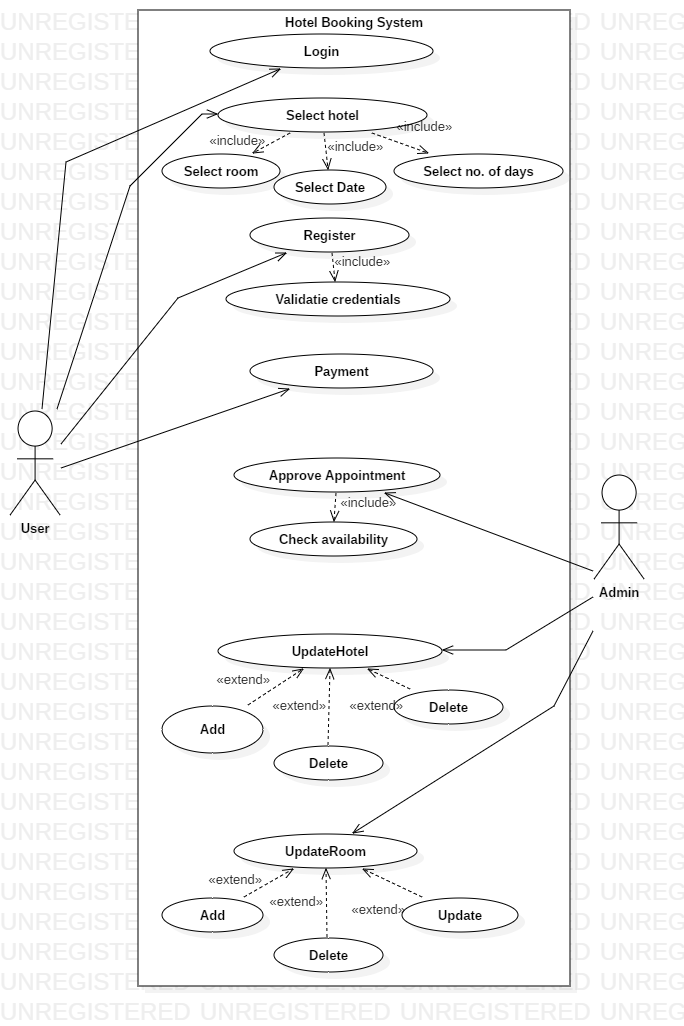 Hotel Booking System
Login
Select hotel
«include»
«include»
«include»
Select room
Select Date
Select no. of days
Register
«include»
Validatie credentials
Payment
User
Approve Appointment
«include»
Check availability
Admin
UpdateHotel
«extend»
«extend»
«extend»
Add
Delete
Delete
UpdateRoom
«extend»
«extend»
«extend»
Add
Update
Delete
UNREGISTERED UNREGISTERED UNREGISTERED UNREG